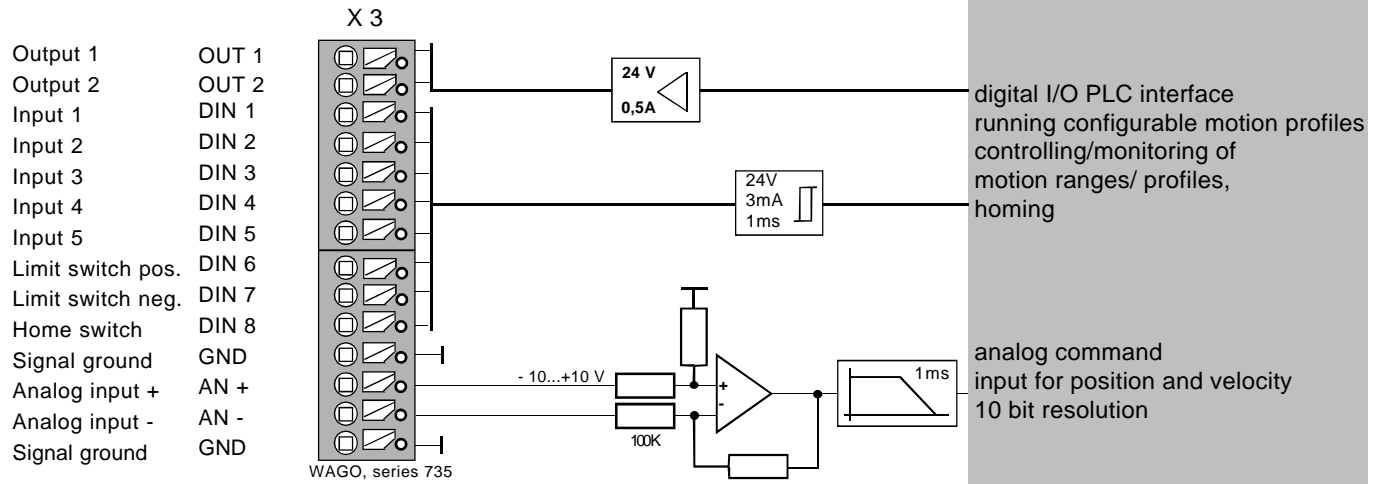 X 3
Output 1 OUT 1
Output 2 OUT 2
Input 1 DIN 1
Input 2 DIN 2
Input 3 DIN 3
Input 4 DIN 4
Input 5 DIN 5
Limit switch pos. DIN 6
Limit switch neg. DIN 7
Home switch DIN 8
Signal ground GND
Analog input + AN +
Analog input - AN -
Signal ground GND
WAGO, series 735
24 V
0,5A
24V
3mA
1ms
- 10...+10 V
100K
+
-
1ms
digital I/O PLC interface
running configurable motion profiles
controlling/monitoring of
motion ranges/ profiles,
homing
analog command
input for position and velocity
10 bit resolution